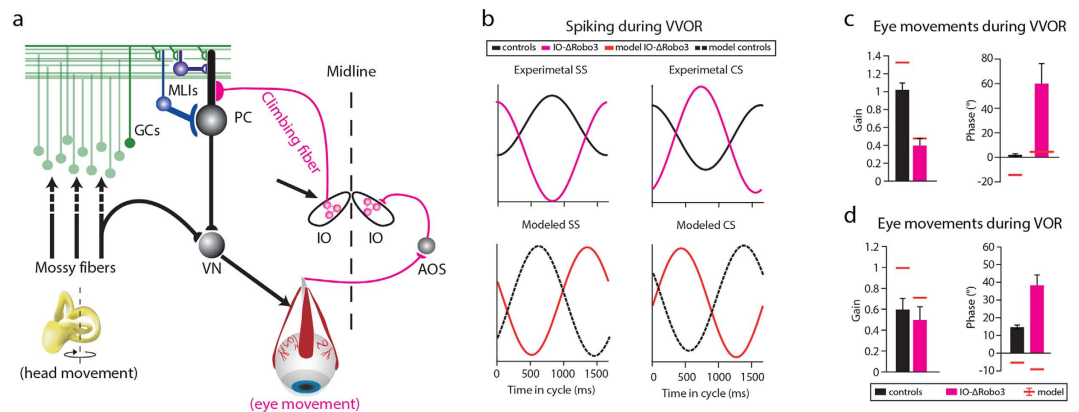 a
Midline
MLIs
PC
GCs
Climbing fiber
IO
IO
Mossy fibers
VN
AOS
(head movement)
(eye movement)
b
Spiking during VVOR
controls
IO-ΔRobo3
model IO-ΔRobo3
model controls
Experimetal SS
Experimental CS
Modeled SS
Modeled CS
0
500
1000
1500
Time in cycle (ms)
0
500
1000
1500
Time in cycle (ms)
c
Eye movements during VVOR
Gain
1.4
1.2
1
0.8
0.6
0.4
0.2
0
Phase (°)
80
60
40
20
0
-20
d
Eye movements during VOR
Gain
1.2
1
0.8
0.6
0.4
0.2
0
Phase (°)
60
50
40
30
20
10
0
-10
controls
IO-ΔRobo3
model